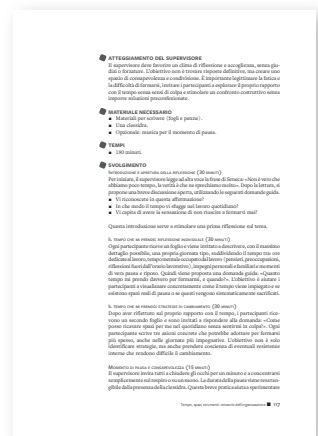 ATTEGGIAMENTO DEL SUPERVISORE
Il supervisore deve favorire un clima di riflessione e accoglienza, senza giu-
dizi o forzature. L'obiettivo non è trovare risposte definitive, ma creare uno
spazio di consapevolezza e condivisione. È importante legittimare la fatica e
la difficoltà di fermarsi, invitare i partecipanti a esplorare il proprio rapporto
con il tempo senza sensi di colpa e stimolare un confronto costruttivo senza
imporre soluzioni preconfezionate.
MATERIALE NECESSARIO
▪ Materiali per scrivere (fogli e penne).
▪ Una clessidra.
▪ Opzionale: musica per il momento di pausa.
TEMPI
▪ 180 minuti.
SVOLGIMENTO
INTRODUZIONE E APERTURA DELLA RIFLESSIONE (30 MINUTI)
Per iniziare, il supervisore legge ad alta voce la frase di Seneca: «Non è vero che
abbiamo poco tempo, la verità è che ne sprechiamo molto». Dopo la lettura, si
propone una breve discussione aperta, utilizzando le seguenti domande guida.
▪ Vi riconoscete in questa affermazione?
▪ In che modo il tempo vi sfugge nel lavoro quotidiano?
▪ Vi capita di avere la sensazione di non riuscire a fermarvi mai?
Questa introduzione serve a stimolare una prima riflessione sul tema.
IL TEMPO CHE MI PRENDO: RIFLESSIONE INDIVIDUALE (30 MINUTI)
Ogni partecipante riceve un foglio e viene invitato a descrivere, con il massimo
dettaglio possibile, una propria giornata tipo, suddividendo il tempo tra ore
dedicate al lavoro, tempo mentale occupato dal lavoro (pensieri, preoccupazioni,
riflessioni fuori dall'orario lavorativo), impegni personali e familiari e momenti
di vera pausa e riposo. Quindi viene proposta una domanda guida: «Quanto
tempo mi prendo davvero per fermarmi, e quando?». L'obiettivo è aiutare i
partecipanti a visualizzare concretamente come il tempo viene impiegato e se
esistono spazi reali di pausa o se questi vengono sistematicamente sacrificati.
IL TEMPO CHE MI PRENDO: STRATEGIE DI CAMBIAMENTO (30 MINUTI)
Dopo aver riflettuto sul proprio rapporto con il tempo, i partecipanti rice-
vono un secondo foglio e sono invitati a rispondere alla domanda: «Come
posso ricavare spazi per me nel quotidiano senza sentirmi in colpa?». Ogni
partecipante scrive tre azioni concrete che potrebbe adottare per fermarsi
più spesso, anche nelle giornate più impegnative. L'obiettivo non è solo
identificare strategie, ma anche prendere coscienza di eventuali resistenze
interne che rendono difficile il cambiamento.
MOMENTO DI PAUSA E CONSAPEVOLEZZA (15 MINUTI)
Il supervisore invita tutti a chiudere gli occhi per un minuto e a concentrarsi
semplicemente sul respiro o su un suono. La durata della pausa viene resa tan-
gibile dalla presenza della clessidra. Questa breve pratica aiuta a sperimentare
Tempo, spazi, strumenti: relazioni dell'organizzazione ■ 117